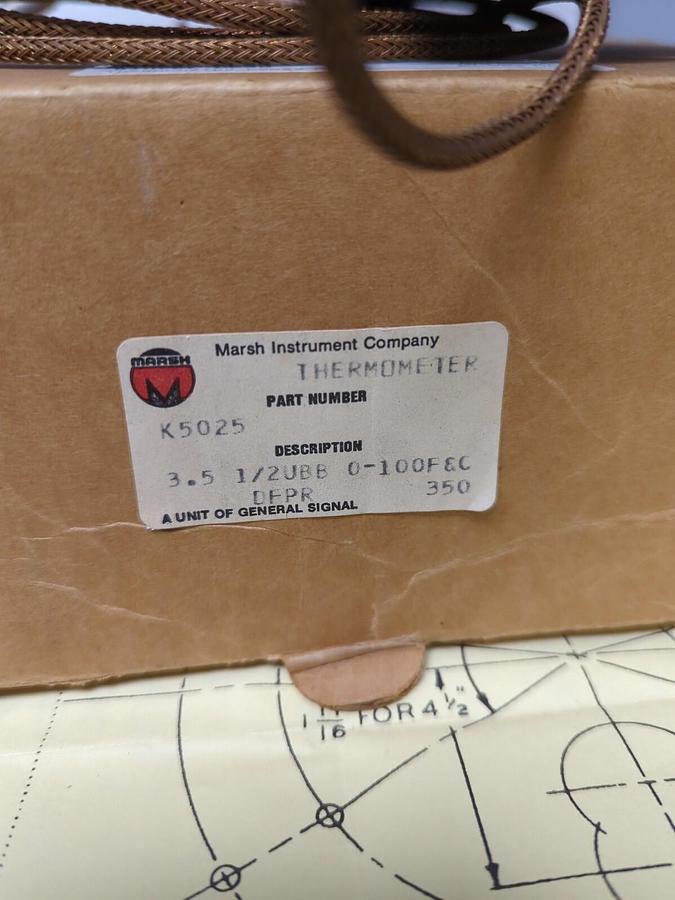 MARSH
M
Marsh Instrument Company
THERMOMETER
PART NUMBER
K5025
DESCRIPTION
3.5 1/2UBB 0-100F&C
DFPR 350
A UNIT OF GENERAL SIGNAL
1 11/16 FOR 4 1/2"